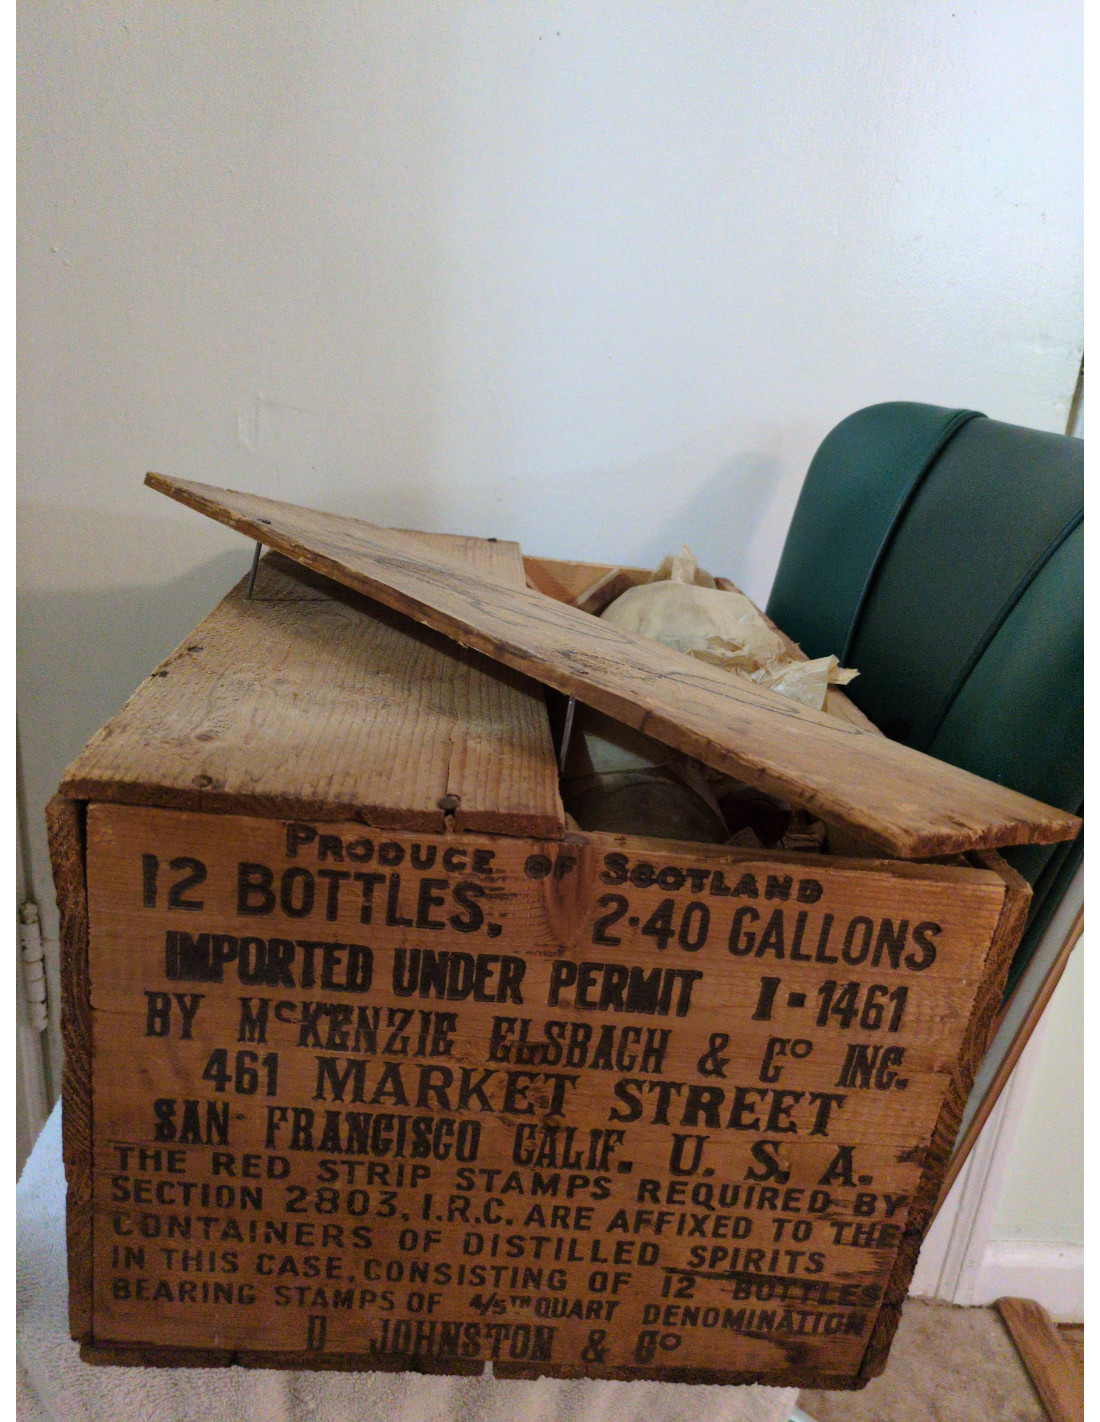 PRODUCE OF SCOTLAND
12 BOTTLES, 2·40 GALLONS
IMPORTED UNDER PERMIT I-1461
BY McKENZIE ELSBACH & Co INC.
461 MARKET STREET
SAN FRANCISCO CALIF. U. S. A.
THE RED STRIP STAMPS REQUIRED BY
SECTION 2803, I.R.C. ARE AFFIXED TO THE
CONTAINERS OF DISTILLED SPIRITS
IN THIS CASE, CONSISTING OF 12 BOTTLES
BEARING STAMPS OF 4/5TH QUART DENOMINATION
D JOHNSTON & Co